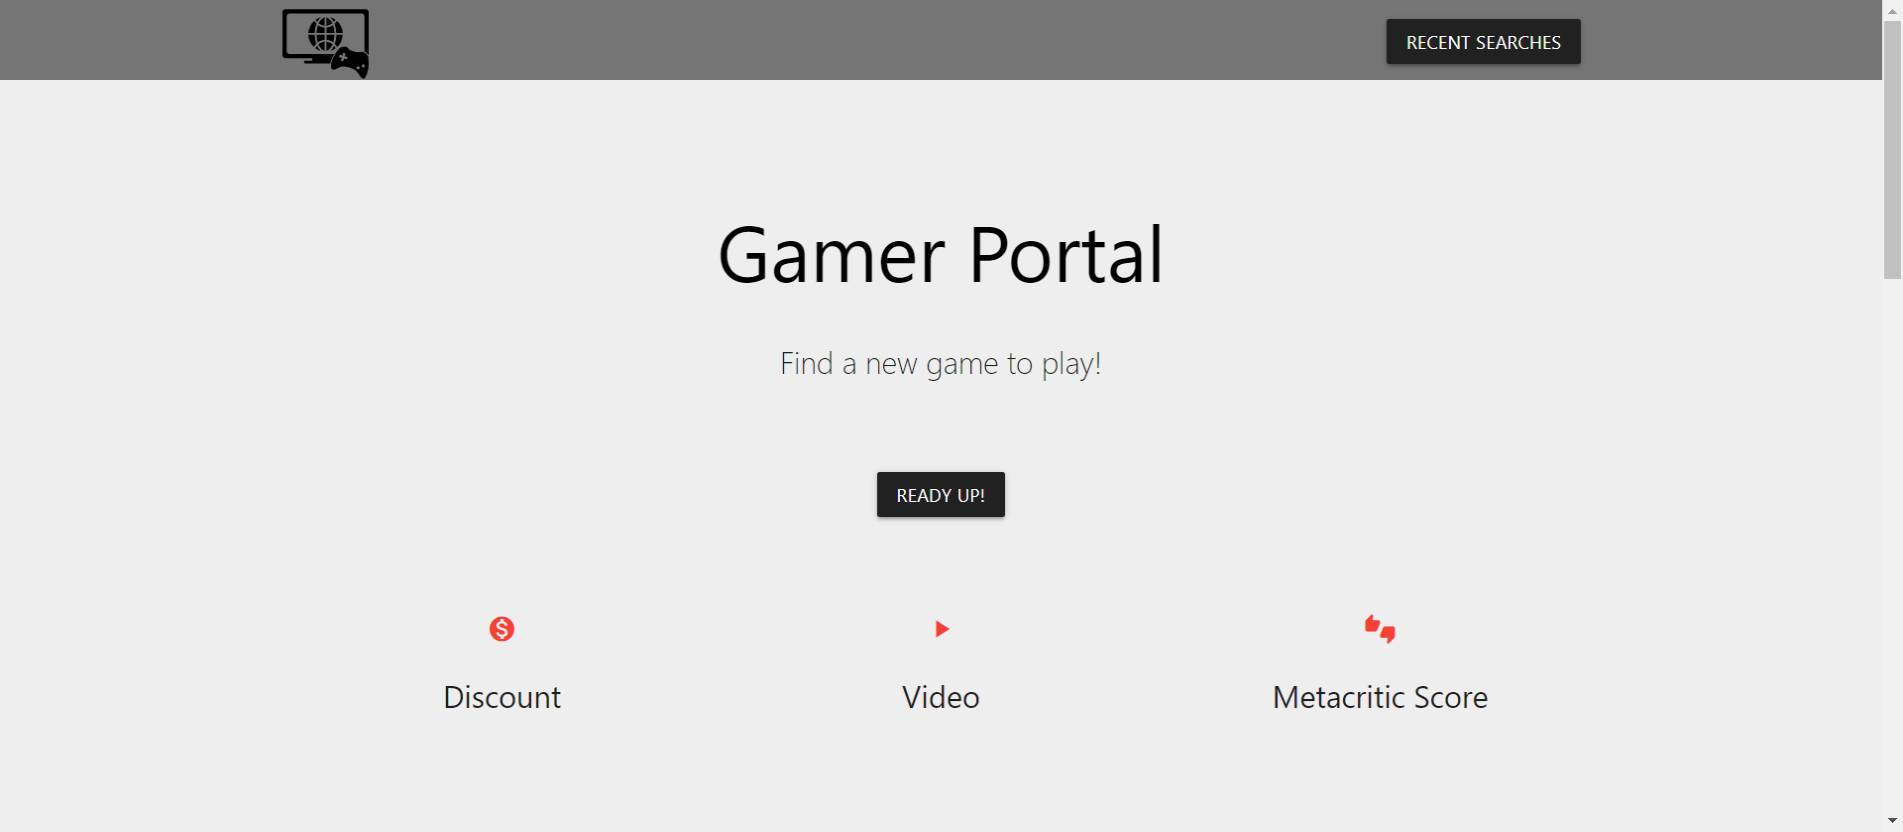 RECENT SEARCHES
Gamer Portal
Find a new game to play!
READY UP!
Discount
Video
Metacritic Score